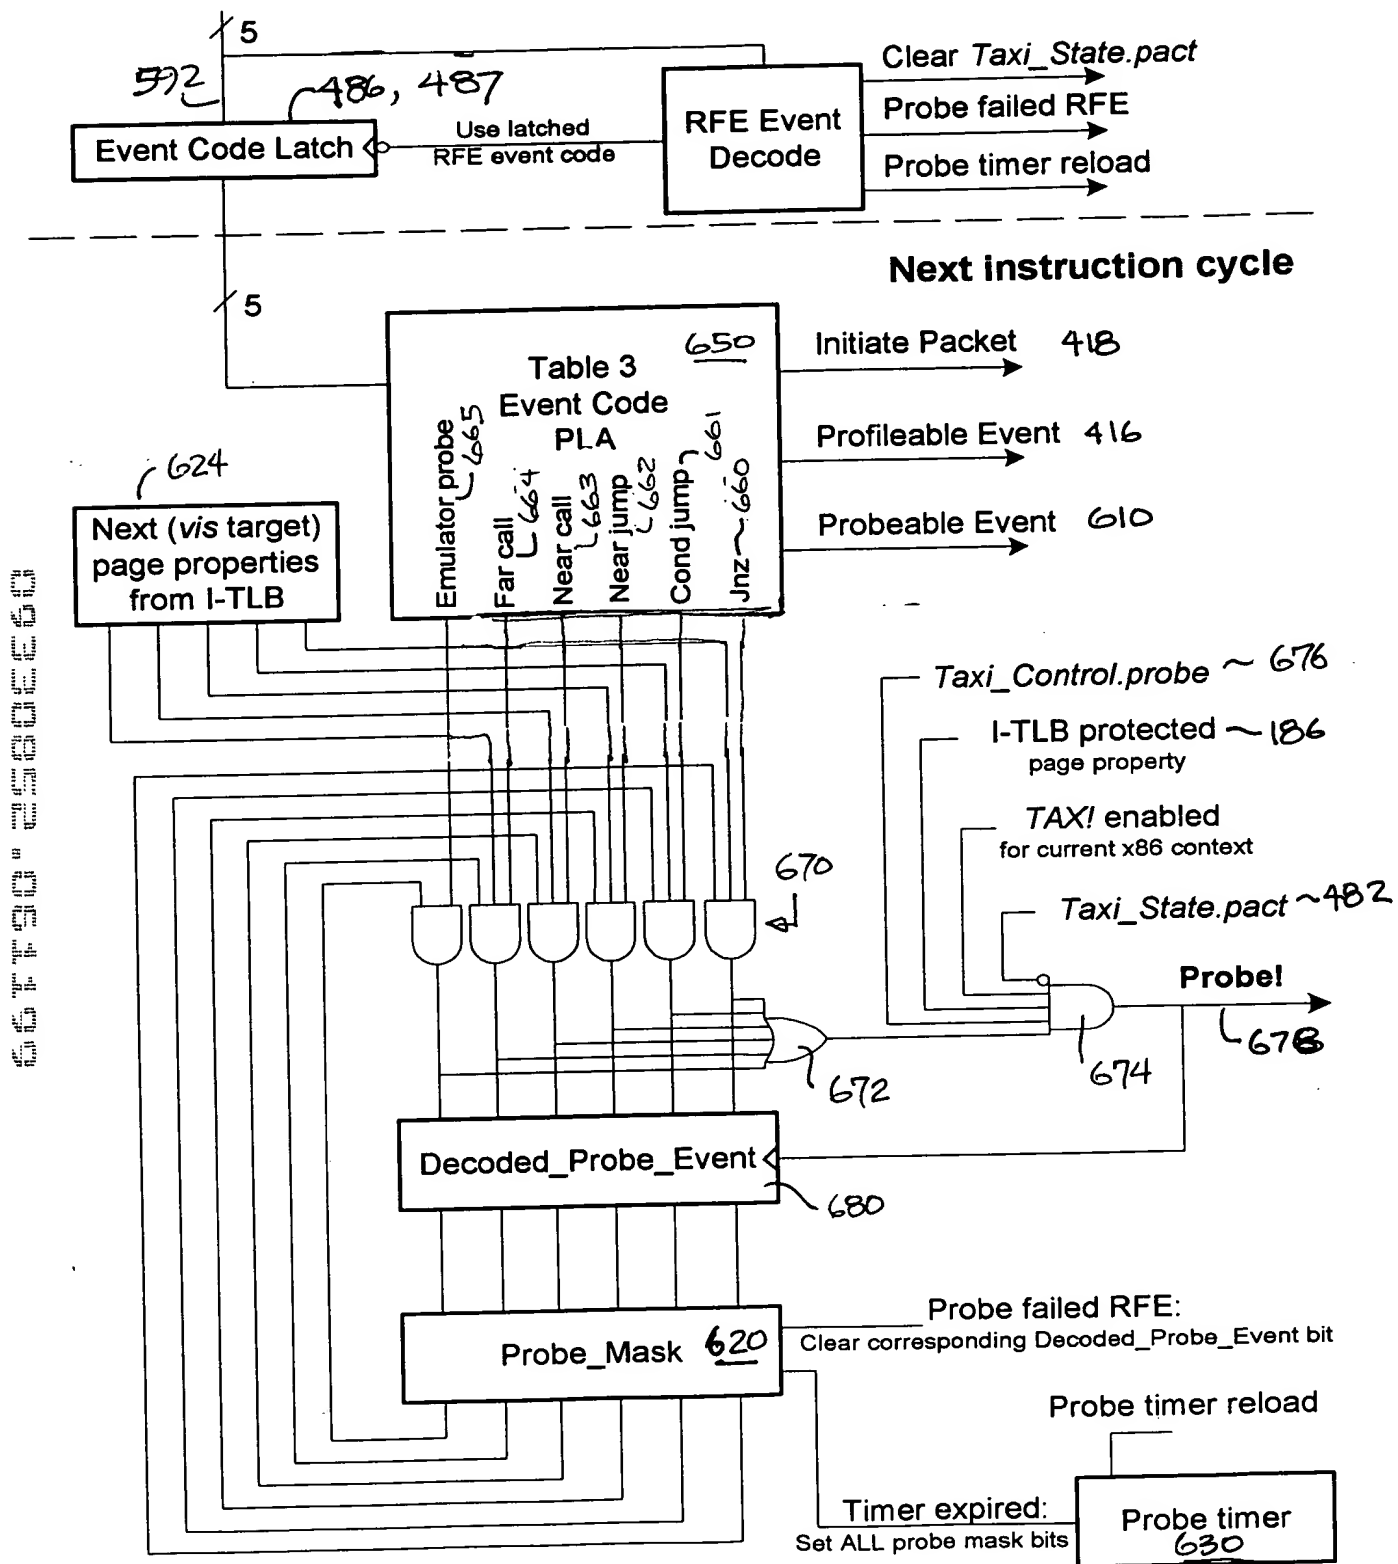 5
592
486, 487
Event Code Latch
Use latched
RFE event code
RFE Event
Decode
Clear Taxi_State.pact
Probe failed RFE
Probe timer reload
Next instruction cycle
5
Table 3
Event Code
PLA
650
Emulator probe
665
Far call
664
Near call
663
Near jump
662
Cond jump
661
Jnz
660
Initiate Packet 418
Profileable Event 416
Probeable Event 610
624
Next (vis target)
page properties
from I-TLB
Taxi_Control.probe ~ 676
I-TLB protected ~ 186
page property
TAX! enabled
for current x86 context
Taxi_State.pact ~ 482
670
Probe!
678
674
672
Decoded_Probe_Event
680
Probe_Mask 620
Probe failed RFE:
Clear corresponding Decoded_Probe_Event bit
Probe timer reload
Timer expired:
Set ALL probe mask bits
Probe timer
630